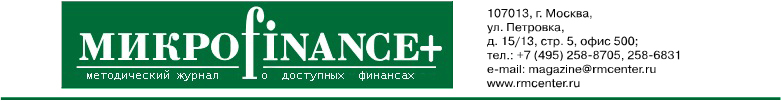 МИКРОfINANCE+
методический журнал о доступных финансах
107013, г. Москва,
ул. Петровка,
д. 15/13, стр. 5, офис 500;
тел.: +7 (495) 258-8705, 258-6831
e-mail: magazine@rmcenter.ru
www.rmcenter.ru